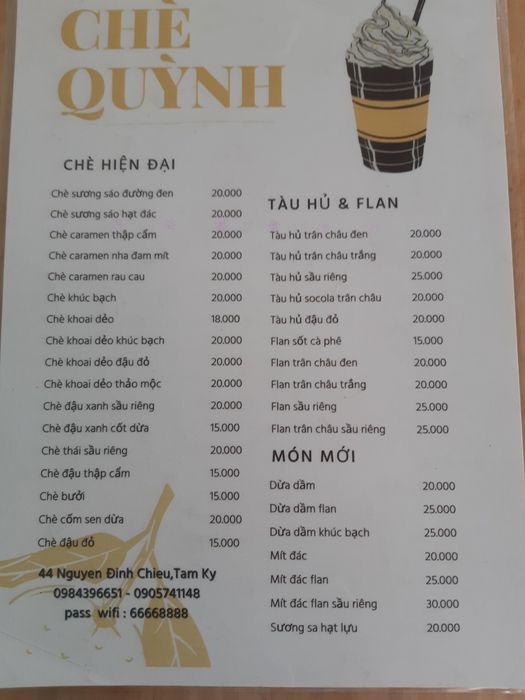 CHÈ
QUỲNH
CHÈ HIỆN ĐẠI
Chè sương sáo đường đen 20.000
Chè sương sáo hạt đác 20.000
Chè caramen thập cẩm 20.000
Chè caramen nha đam mít 20.000
Chè caramen rau cau 20.000
Chè khúc bạch 20.000
Chè khoai dẻo 18.000
Chè khoai dẻo khúc bạch 20.000
Chè khoai dẻo đậu đỏ 20.000
Chè khoai dẻo thảo mộc 20.000
Chè đậu xanh sầu riêng 20.000
Chè đậu xanh cốt dừa 15.000
Chè thái sầu riêng 20.000
Chè đậu thập cẩm 15.000
Chè bưởi 15.000
Chè cốm sen dừa 20.000
Chè đậu đỏ 15.000
44 Nguyen Đinh Chieu,Tam Ky
0984396651 - 0905741148
pass wifi : 66668888
TÀU HỦ & FLAN
Tàu hủ trân châu đen 20.000
Tàu hủ trân châu trắng 20.000
Tàu hủ sầu riêng 25.000
Tàu hủ socola trân châu 20.000
Tàu hủ đậu đỏ 20.000
Flan sốt cà phê 15.000
Flan trân châu đen 20.000
Flan trân châu trắng 20.000
Flan sầu riêng 25.000
Flan trân châu sầu riêng 25.000
MÓN MỚI
Dừa dầm 20.000
Dừa dầm flan 25.000
Dừa dầm khúc bạch 25.000
Mít đác 20.000
Mít đác flan 25.000
Mít đác flan sầu riêng 30.000
Sương sa hạt lựu 20.000